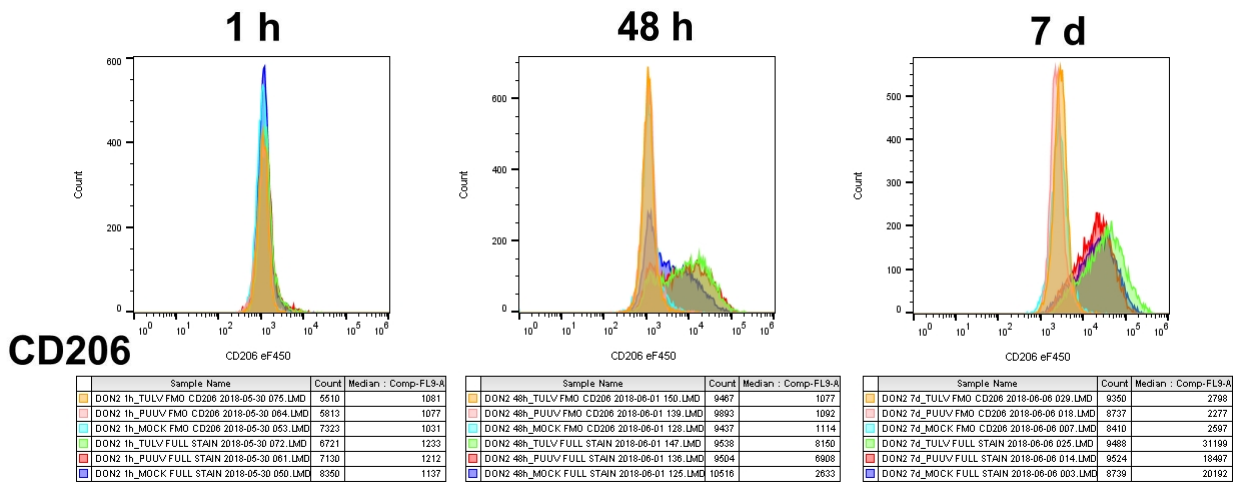 1 h
48 h
7 d
600
400
200
0
Count
10^0 10^1 10^2 10^3 10^4 10^5 10^6
CD206 eF450
600
400
200
0
Count
10^0 10^1 10^2 10^3 10^4 10^5 10^6
CD206 eF450
500
400
300
200
100
0
Count
10^0 10^1 10^2 10^3 10^4 10^5 10^6
CD206 eF450
CD206
Sample Name Count Median : Comp-FL9-A
DON2 1h_TULV FMO CD206 2018-05-30 075.LMD 5510 1081
DON2 1h_PUUV FMO CD206 2018-05-30 064.LMD 5813 1077
DON2 1h_MOCK FMO CD206 2018-05-30 053.LMD 7323 1031
DON2 1h_TULV FULL STAIN 2018-05-30 072.LMD 6721 1233
DON2 1h_PUUV FULL STAIN 2018-05-30 061.LMD 7130 1212
DON2 1h_MOCK FULL STAIN 2018-05-30 050.LMD 8350 1137
Sample Name Count Median : Comp-FL9-A
DON2 48h_TULV FMO CD206 2018-06-01 150.LMD 9467 1077
DON2 48h_PUUV FMO CD206 2018-06-01 139.LMD 9893 1092
DON2 48h_MOCK FMO CD206 2018-06-01 128.LMD 9437 1114
DON2 48h_TULV FULL STAIN 2018-06-01 147.LMD 9538 8150
DON2 48h_PUUV FULL STAIN 2018-06-01 136.LMD 9504 6908
DON2 48h_MOCK FULL STAIN 2018-06-01 125.LMD 10516 2633
Sample Name Count Median : Comp-FL9-A
DON2 7d_TULV FMO CD206 2018-06-06 029.LMD 9350 2798
DON2 7d_PUUV FMO CD206 2018-06-06 018.LMD 8737 2277
DON2 7d_MOCK FMO CD206 2018-06-06 007.LMD 8410 2597
DON2 7d_TULV FULL STAIN 2018-06-06 025.LMD 9488 31199
DON2 7d_PUUV FULL STAIN 2018-06-06 014.LMD 9524 18497
DON2 7d_MOCK FULL STAIN 2018-06-06 003.LMD 8739 20192